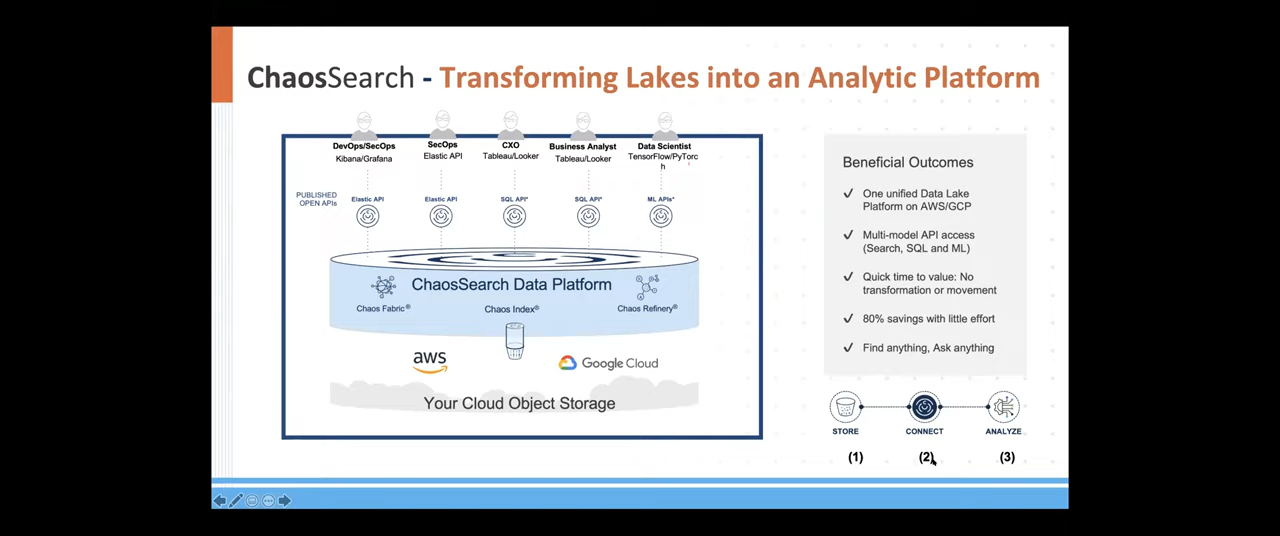 ChaosSearch - Transforming Lakes into an Analytic Platform
DevOps/SecOps
Kibana/Grafana
SecOps
Elastic API
CXO
Tableau/Looker
Business Analyst
Tableau/Looker
Data Scientist
TensorFlow/PyTorc
h
PUBLISHED
OPEN APIs
Elastic API
Elastic API
SQL API*
SQL API*
ML APIs*
ChaosSearch Data Platform
Chaos Fabric®
Chaos Index®
Chaos Refinery®
aws
Google Cloud
Your Cloud Object Storage
Beneficial Outcomes
✓ One unified Data Lake
Platform on AWS/GCP
✓ Multi-model API access
(Search, SQL and ML)
✓ Quick time to value: No
transformation or movement
✓ 80% savings with little effort
✓ Find anything, Ask anything
STORE
CONNECT
ANALYZE
(1)
(2)
(3)